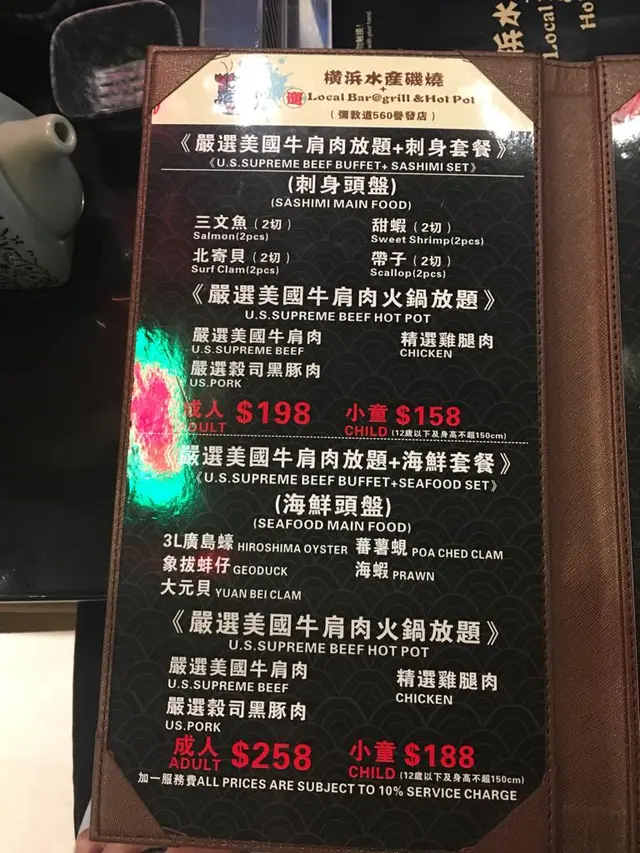 横浜水產磯燒
+
Local Bar@grill & Hot Pot
( 彌敦道560譽發店 )
《嚴選美國牛肩肉放題+刺身套餐》
《U.S.SUPREME BEEF BUFFET+ SASHIMI SET》
(刺身頭盤)
(SASHIMI MAIN FOOD)
三文魚 (2切) 甜蝦 (2切)
Salmon(2pcs) Sweet Shrimp(2pcs)
北寄貝 (2切) 帶子 (2切)
Surf Clam(2pcs) Scallop(2pcs)
《嚴選美國牛肩肉火鍋放題》
U.S.SUPREME BEEF HOT POT
嚴選美國牛肩肉 精選雞腿肉
U.S.SUPREME BEEF CHICKEN
嚴選穀司黑豚肉
US.PORK
成人 $198 小童 $158
ADULT CHILD (12歲以下及身高不超150cm)
《嚴選美國牛肩肉放題+海鮮套餐》
《U.S.SUPREME BEEF BUFFET+SEAFOOD SET》
(海鮮頭盤)
(SEAFOOD MAIN FOOD)
3L廣島蠔 HIROSHIMA OYSTER 蕃薯蜆 POA CHED CLAM
象拔蚌仔 GEODUCK 海蝦 PRAWN
大元貝 YUAN BEI CLAM
《嚴選美國牛肩肉火鍋放題》
U.S.SUPREME BEEF HOT POT
嚴選美國牛肩肉 精選雞腿肉
U.S.SUPREME BEEF CHICKEN
嚴選穀司黑豚肉
US.PORK
成人 $258 小童 $188
ADULT CHILD (12歲以下及身高不超150cm)
加一服務費ALL PRICES ARE SUBJECT TO 10% SERVICE CHARGE
浜水
Local
Ho